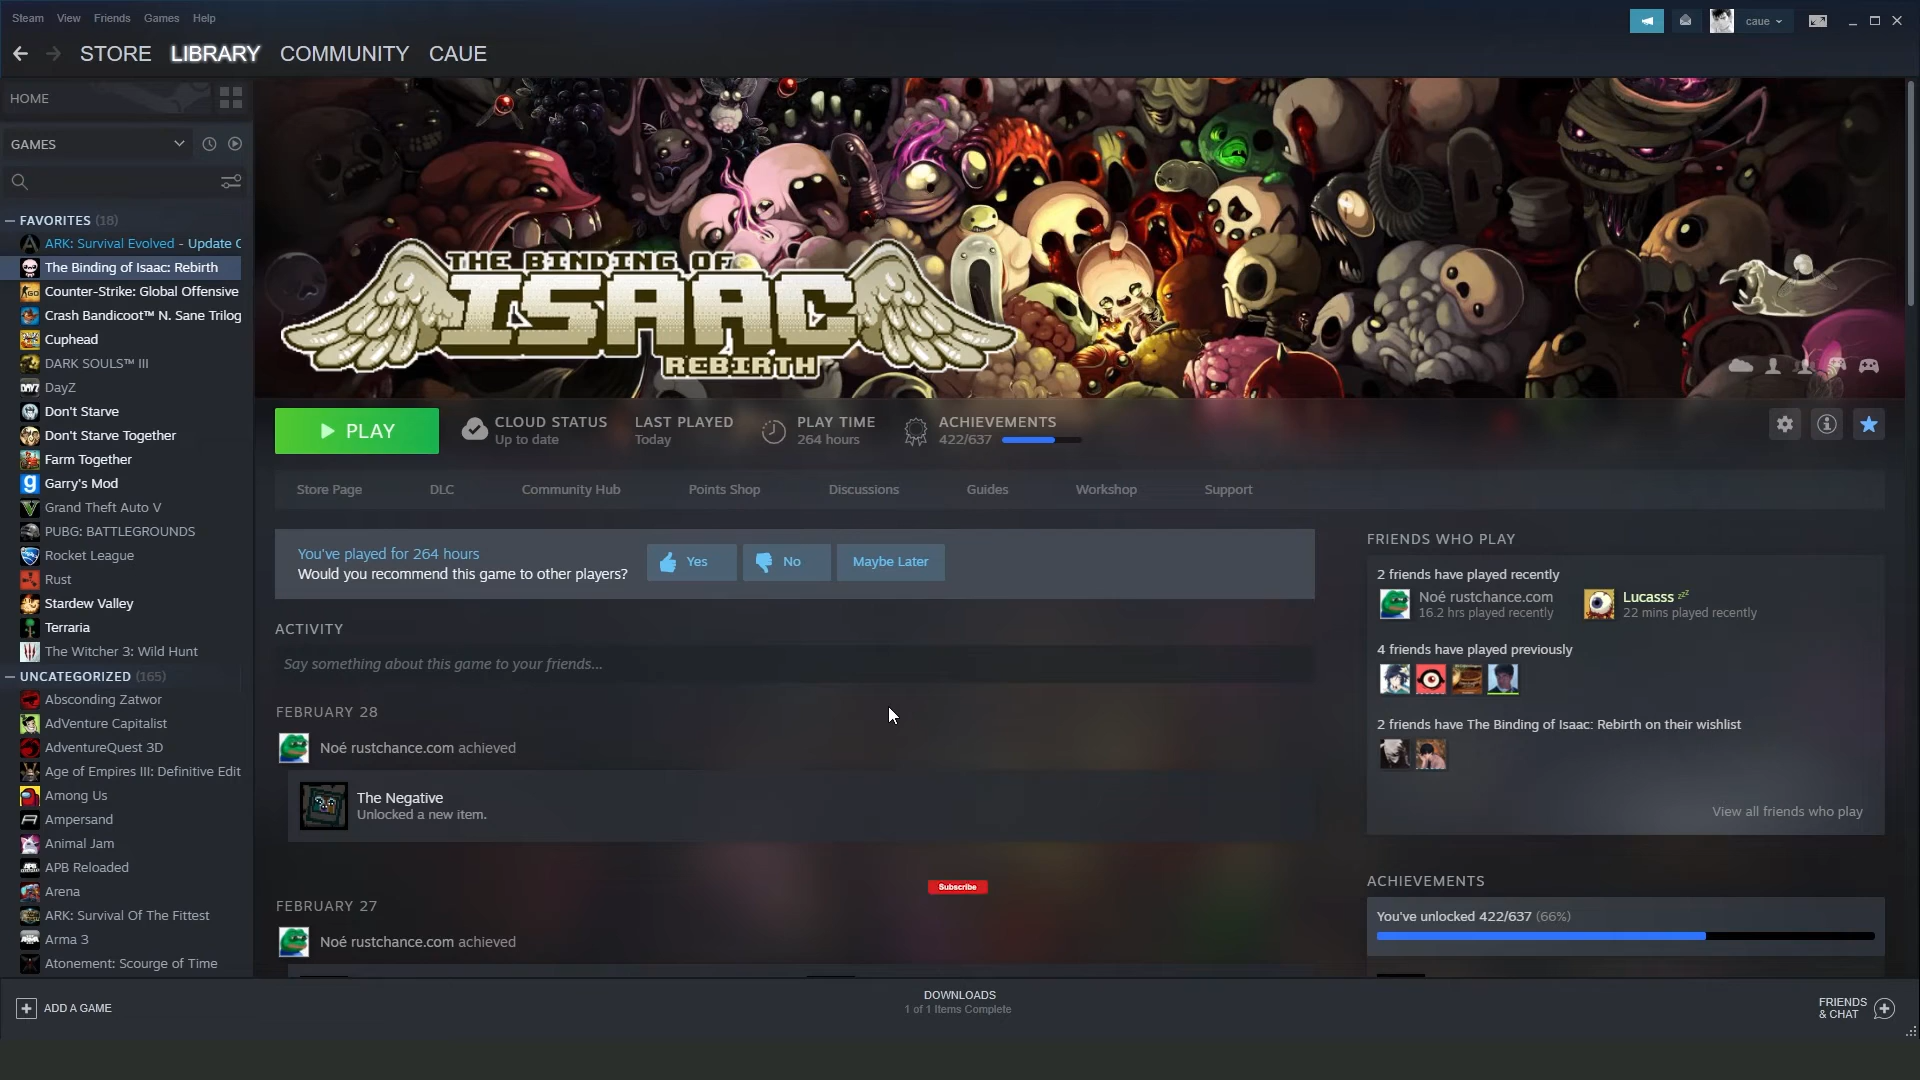 Steam View Friends Games Help
caue
STORE LIBRARY COMMUNITY CAUE
HOME
GAMES
FAVORITES (18)
ARK: Survival Evolved - Update
The Binding of Isaac: Rebirth
Counter-Strike: Global Offensive
Crash Bandicoot™ N. Sane Trilog
Cuphead
DARK SOULS™ III
DayZ
Don't Starve
Don't Starve Together
Farm Together
Garry's Mod
Grand Theft Auto V
PUBG: BATTLEGROUNDS
Rocket League
Rust
Stardew Valley
Terraria
The Witcher 3: Wild Hunt
UNCATEGORIZED (165)
Absconding Zatwor
AdVenture Capitalist
AdventureQuest 3D
Age of Empires III: Definitive Edit
Among Us
Ampersand
Animal Jam
APB Reloaded
Arena
ARK: Survival Of The Fittest
Arma 3
Atonement: Scourge of Time
THE BINDING OF
ISAAC
REBIRTH
PLAY
CLOUD STATUS
Up to date
LAST PLAYED
Today
PLAY TIME
264 hours
ACHIEVEMENTS
422/637
Store Page DLC Community Hub Points Shop Discussions Guides Workshop Support
You've played for 264 hours
Would you recommend this game to other players?
Yes No Maybe Later
ACTIVITY
Say something about this game to your friends...
FEBRUARY 28
Noé rustchance.com achieved
The Negative
Unlocked a new item.
Subscribe
FEBRUARY 27
Noé rustchance.com achieved
FRIENDS WHO PLAY
2 friends have played recently
Noé rustchance.com
16.2 hrs played recently
Lucasss zzz
22 mins played recently
4 friends have played previously
2 friends have The Binding of Isaac: Rebirth on their wishlist
View all friends who play
ACHIEVEMENTS
You've unlocked 422/637 (66%)
ADD A GAME
DOWNLOADS
1 of 1 Items Complete
FRIENDS
& CHAT